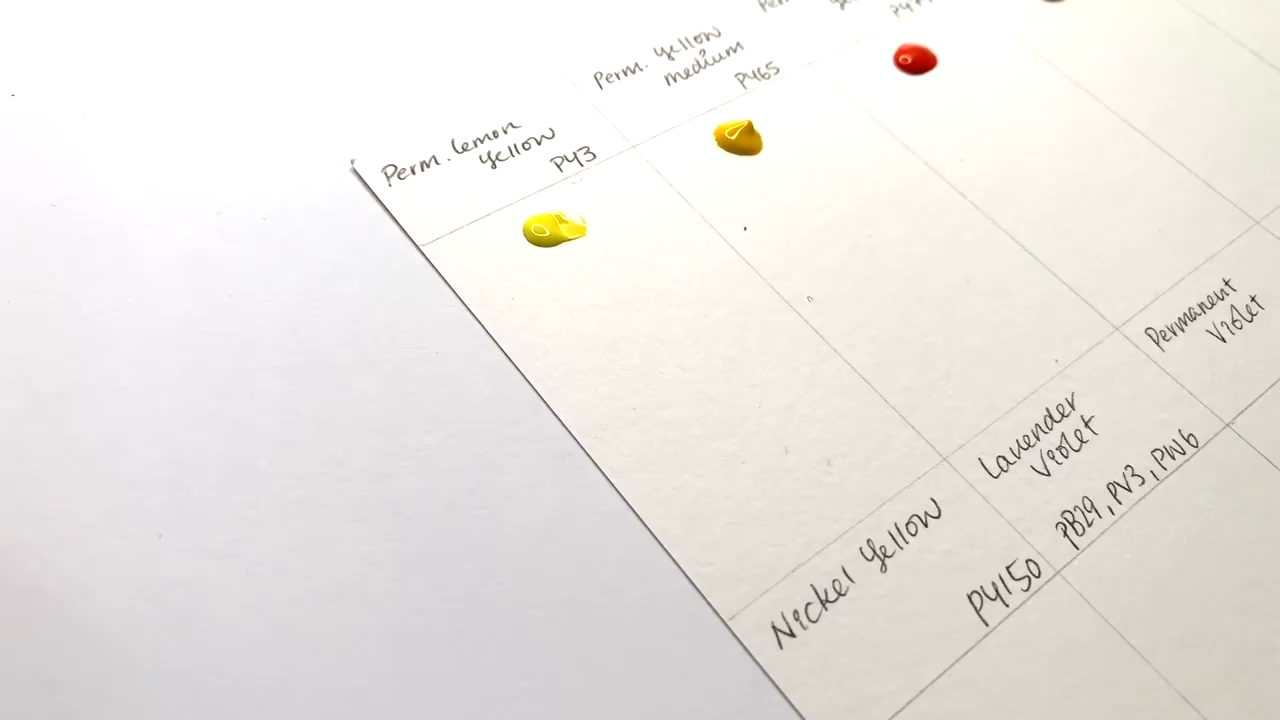 Perm. lemon
yellow
PY3
Perm. yellow
medium
PY65
Nickel yellow
PY150
Lavender
Violet
PB29, PV3, PW6
Permanent
Violet